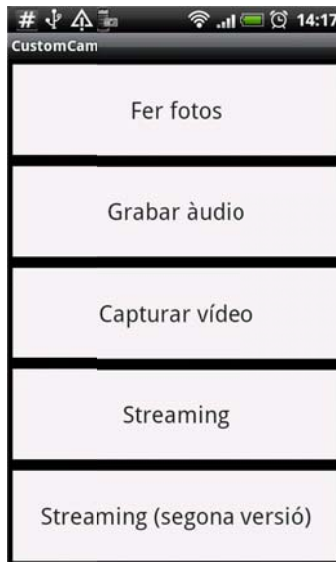 # 14:17
CustomCam
Fer fotos
Grabar àudio
Capturar vídeo
Streaming
Streaming (segona versió)